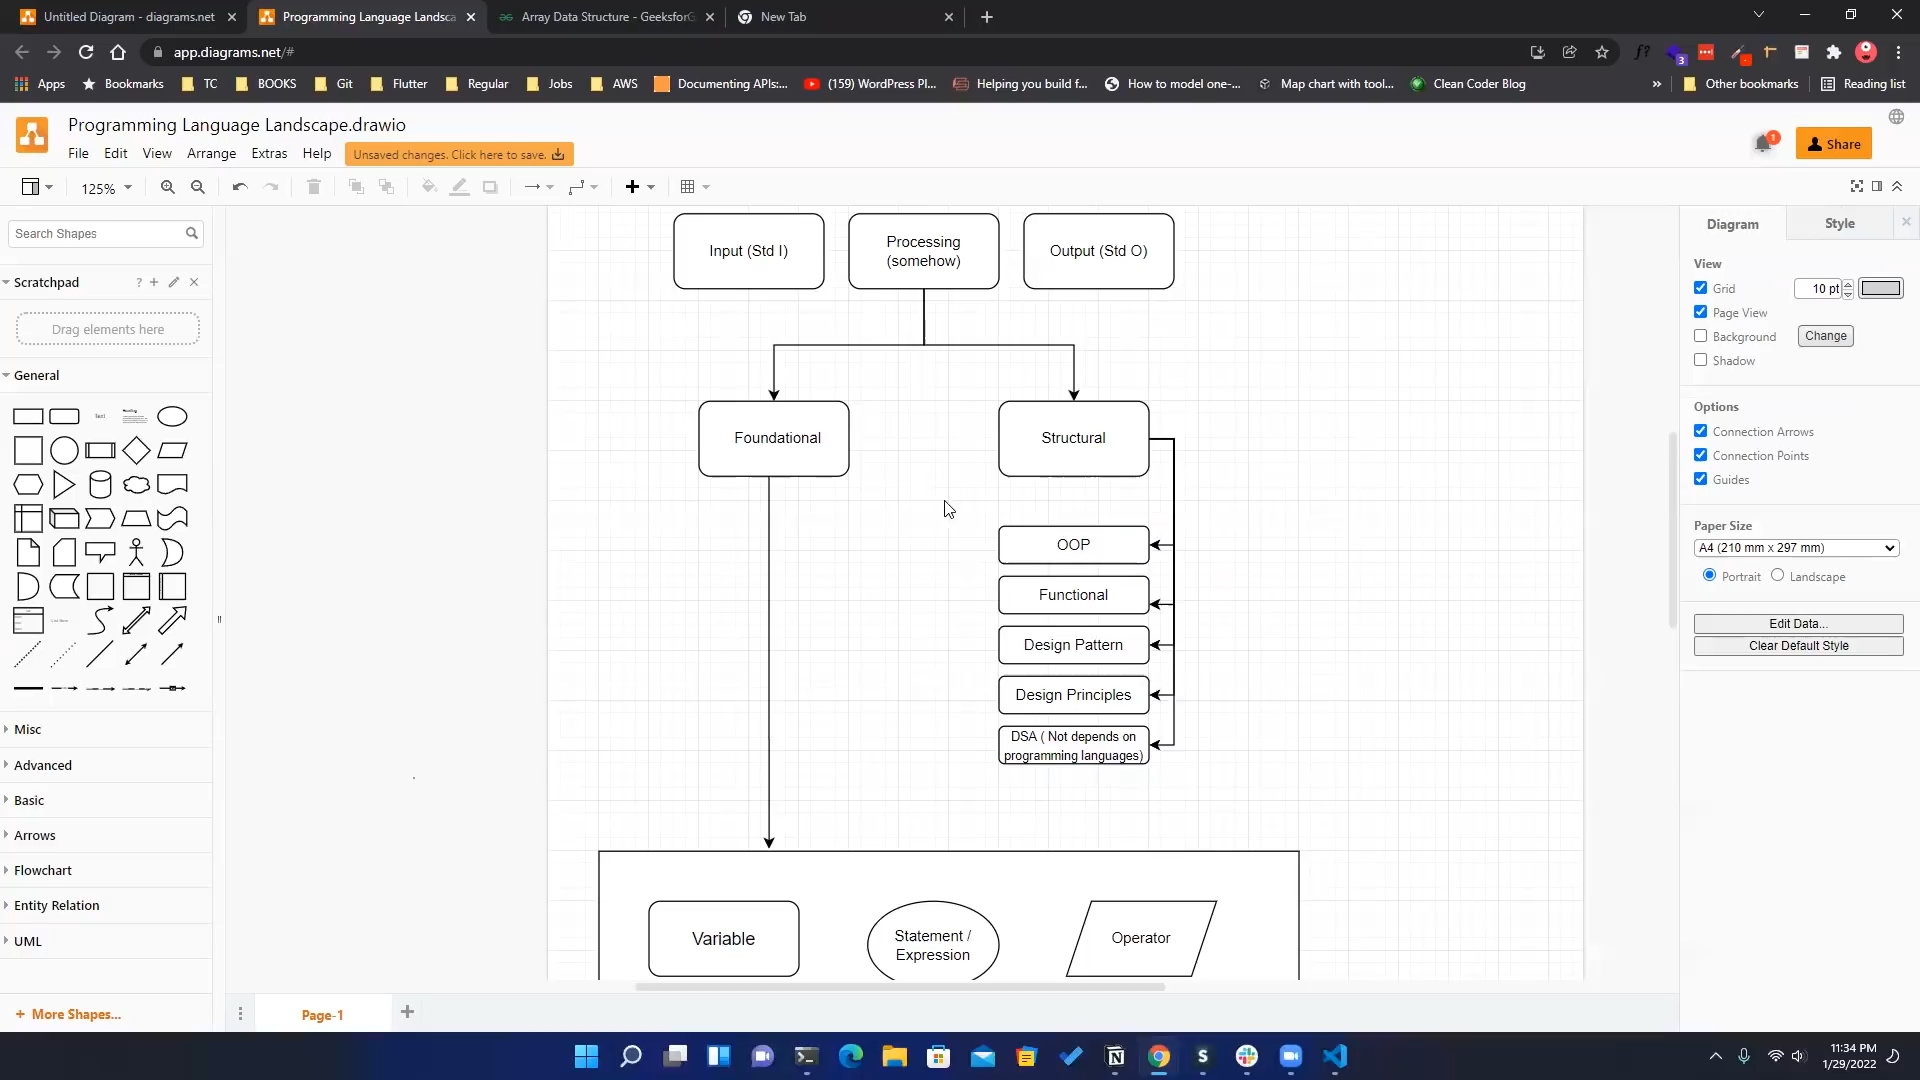 Untitled Diagram - diagrams.net
Programming Language Landsca
Array Data Structure - GeeksforG
New Tab
app.diagrams.net/#
f?
3
Apps
Bookmarks
TC
BOOKS
Git
Flutter
Regular
Jobs
AWS
Documenting APIs:...
(159) WordPress Pl...
Helping you build f...
How to model one-...
Map chart with tool...
Clean Coder Blog
»
Other bookmarks
Reading list
Programming Language Landscape.drawio
File
Edit
View
Arrange
Extras
Help
Unsaved changes. Click here to save.
1
Share
125%
Search Shapes
Scratchpad
?
Drag elements here
General
Text
Heading
Misc
Advanced
Basic
Arrows
Flowchart
Entity Relation
UML
+ More Shapes...
Input (Std I)
Processing
(somehow)
Output (Std O)
Foundational
Structural
OOP
Functional
Design Pattern
Design Principles
DSA ( Not depends on
programming languages)
Variable
Statement /
Expression
Operator
Page-1
Diagram
Style
View
Grid
10 pt
Page View
Background
Change
Shadow
Options
Connection Arrows
Connection Points
Guides
Paper Size
A4 (210 mm x 297 mm)
Portrait
Landscape
Edit Data...
Clear Default Style
11:34 PM
1/29/2022